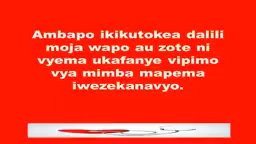 Ambapo ikikutokea dalili
moja wapo au zote ni
vyema ukafanye vipimo
vya mimba mapema
iwezekanavyo.